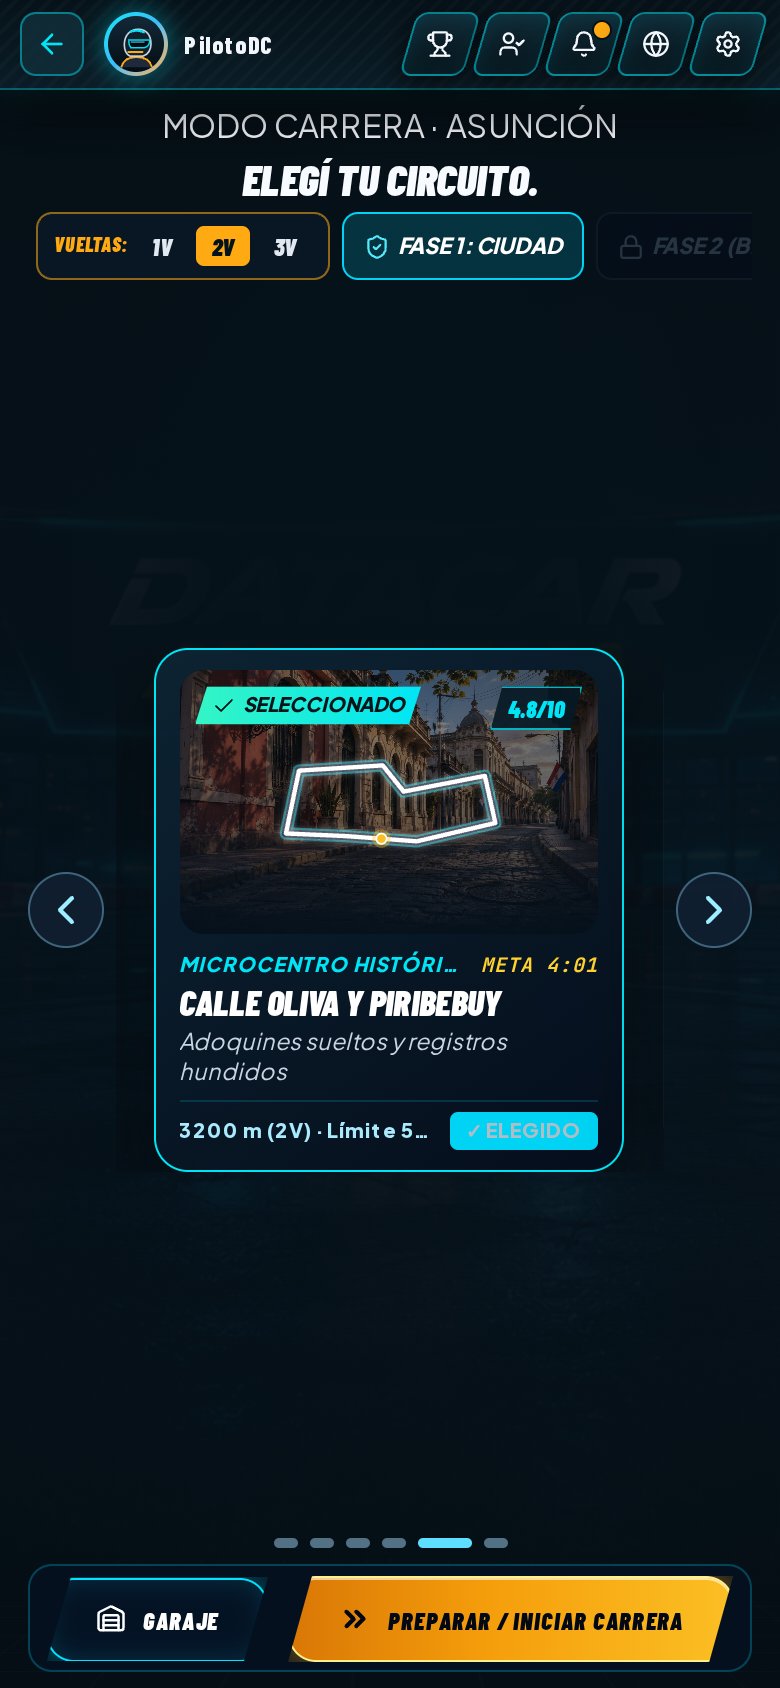 PilotoDC
MODO CARRERA · ASUNCIÓN
ELEGÍ TU CIRCUITO.
VUELTAS: 1V 2V 3V
FASE 1: CIUDAD
FASE 2 (B
DATACAR
SELECCIONADO
4.8/10
MICROCENTRO HISTÓRI...
META 4:01
CALLE OLIVA Y PIRIBEBUY
Adoquines sueltos y registros
hundidos
3200 m (2V) · Límite 5...
✓ ELEGIDO
GARAJE
PREPARAR / INICIAR CARRERA